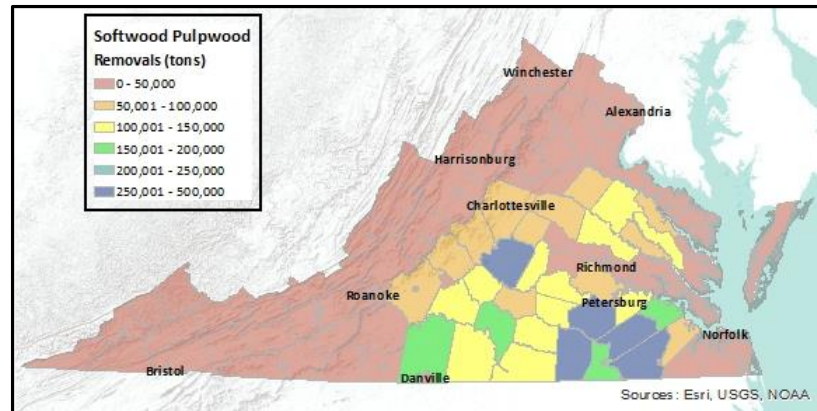 Softwood Pulpwood
Removals (tons)
0 - 50,000
50,001 - 100,000
100,001 - 150,000
150,001 - 200,000
200,001 - 250,000
250,001 - 500,000
Winchester
Alexandria
Harrisonburg
Charlottesville
Richmond
Roanoke
Petersburg
Norfolk
Bristol
Danville
Sources: Esri, USGS, NOAA